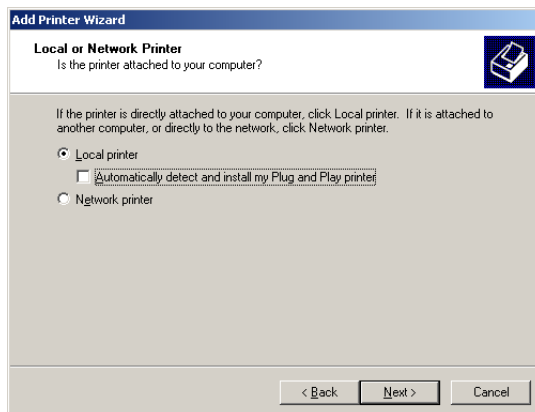 Add Printer Wizard
Local or Network Printer
Is the printer attached to your computer?
If the printer is directly attached to your computer, click Local printer. If it is attached to
another computer, or directly to the network, click Network printer.
Local printer
Automatically detect and install my Plug and Play printer
Network printer
< Back
Next >
Cancel